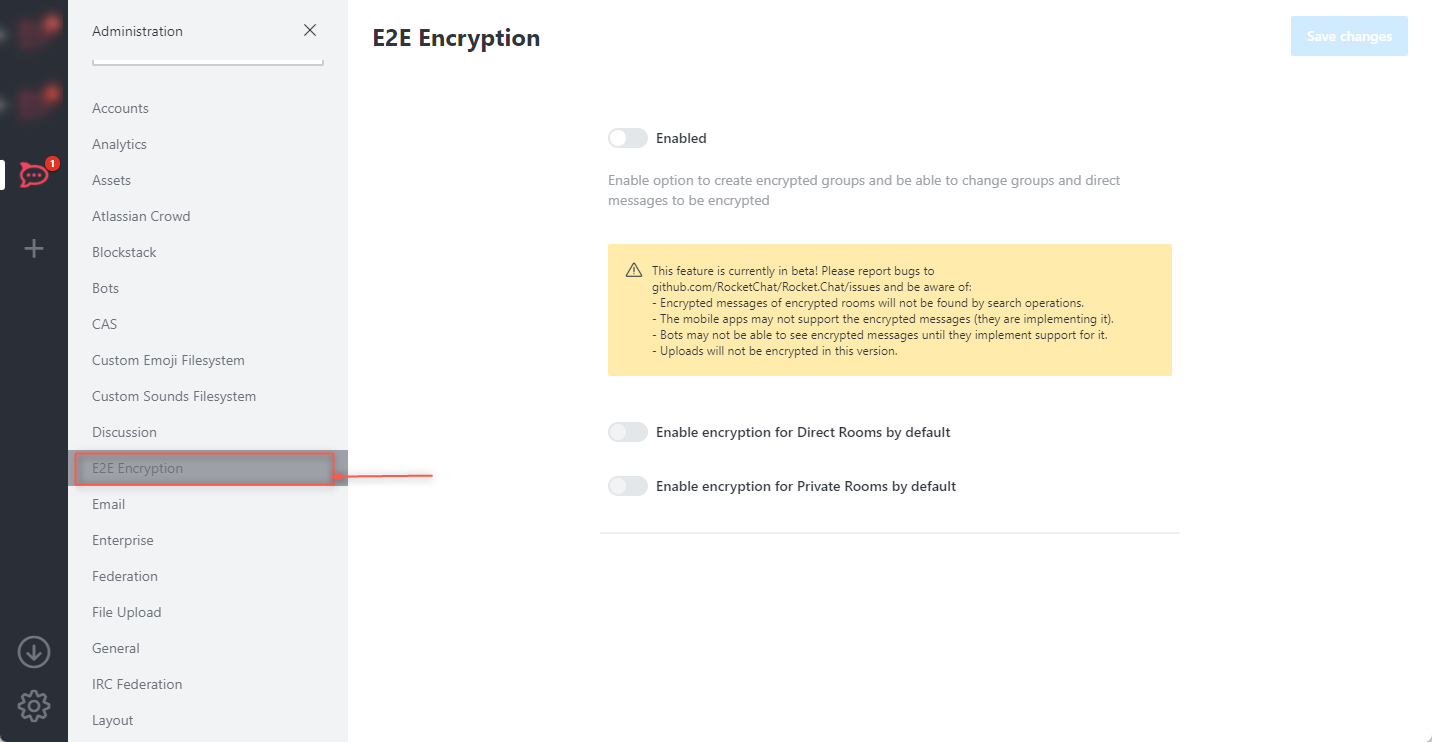 Administration
E2E Encryption
Save changes
1
Accounts
Analytics
Assets
Atlassian Crowd
Blockstack
Bots
CAS
Custom Emoji Filesystem
Custom Sounds Filesystem
Discussion
E2E Encryption
Email
Enterprise
Federation
File Upload
General
IRC Federation
Layout
Enabled
Enable option to create encrypted groups and be able to change groups and direct
messages to be encrypted
This feature is currently in beta! Please report bugs to
github.com/RocketChat/Rocket.Chat/issues and be aware of:
- Encrypted messages of encrypted rooms will not be found by search operations.
- The mobile apps may not support the encrypted messages (they are implementing it).
- Bots may not be able to see encrypted messages until they implement support for it.
- Uploads will not be encrypted in this version.
Enable encryption for Direct Rooms by default
Enable encryption for Private Rooms by default